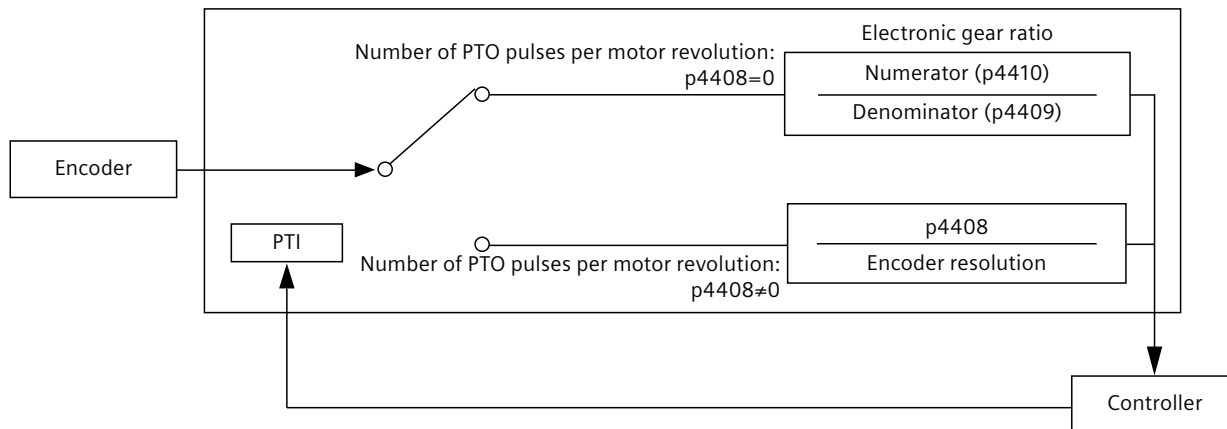 Electronic gear ratio
Number of PTO pulses per motor revolution:
p4408=0
Numerator (p4410)
Denominator (p4409)
Encoder
PTI
Number of PTO pulses per motor revolution:
p4408≠0
p4408
Encoder resolution
Controller